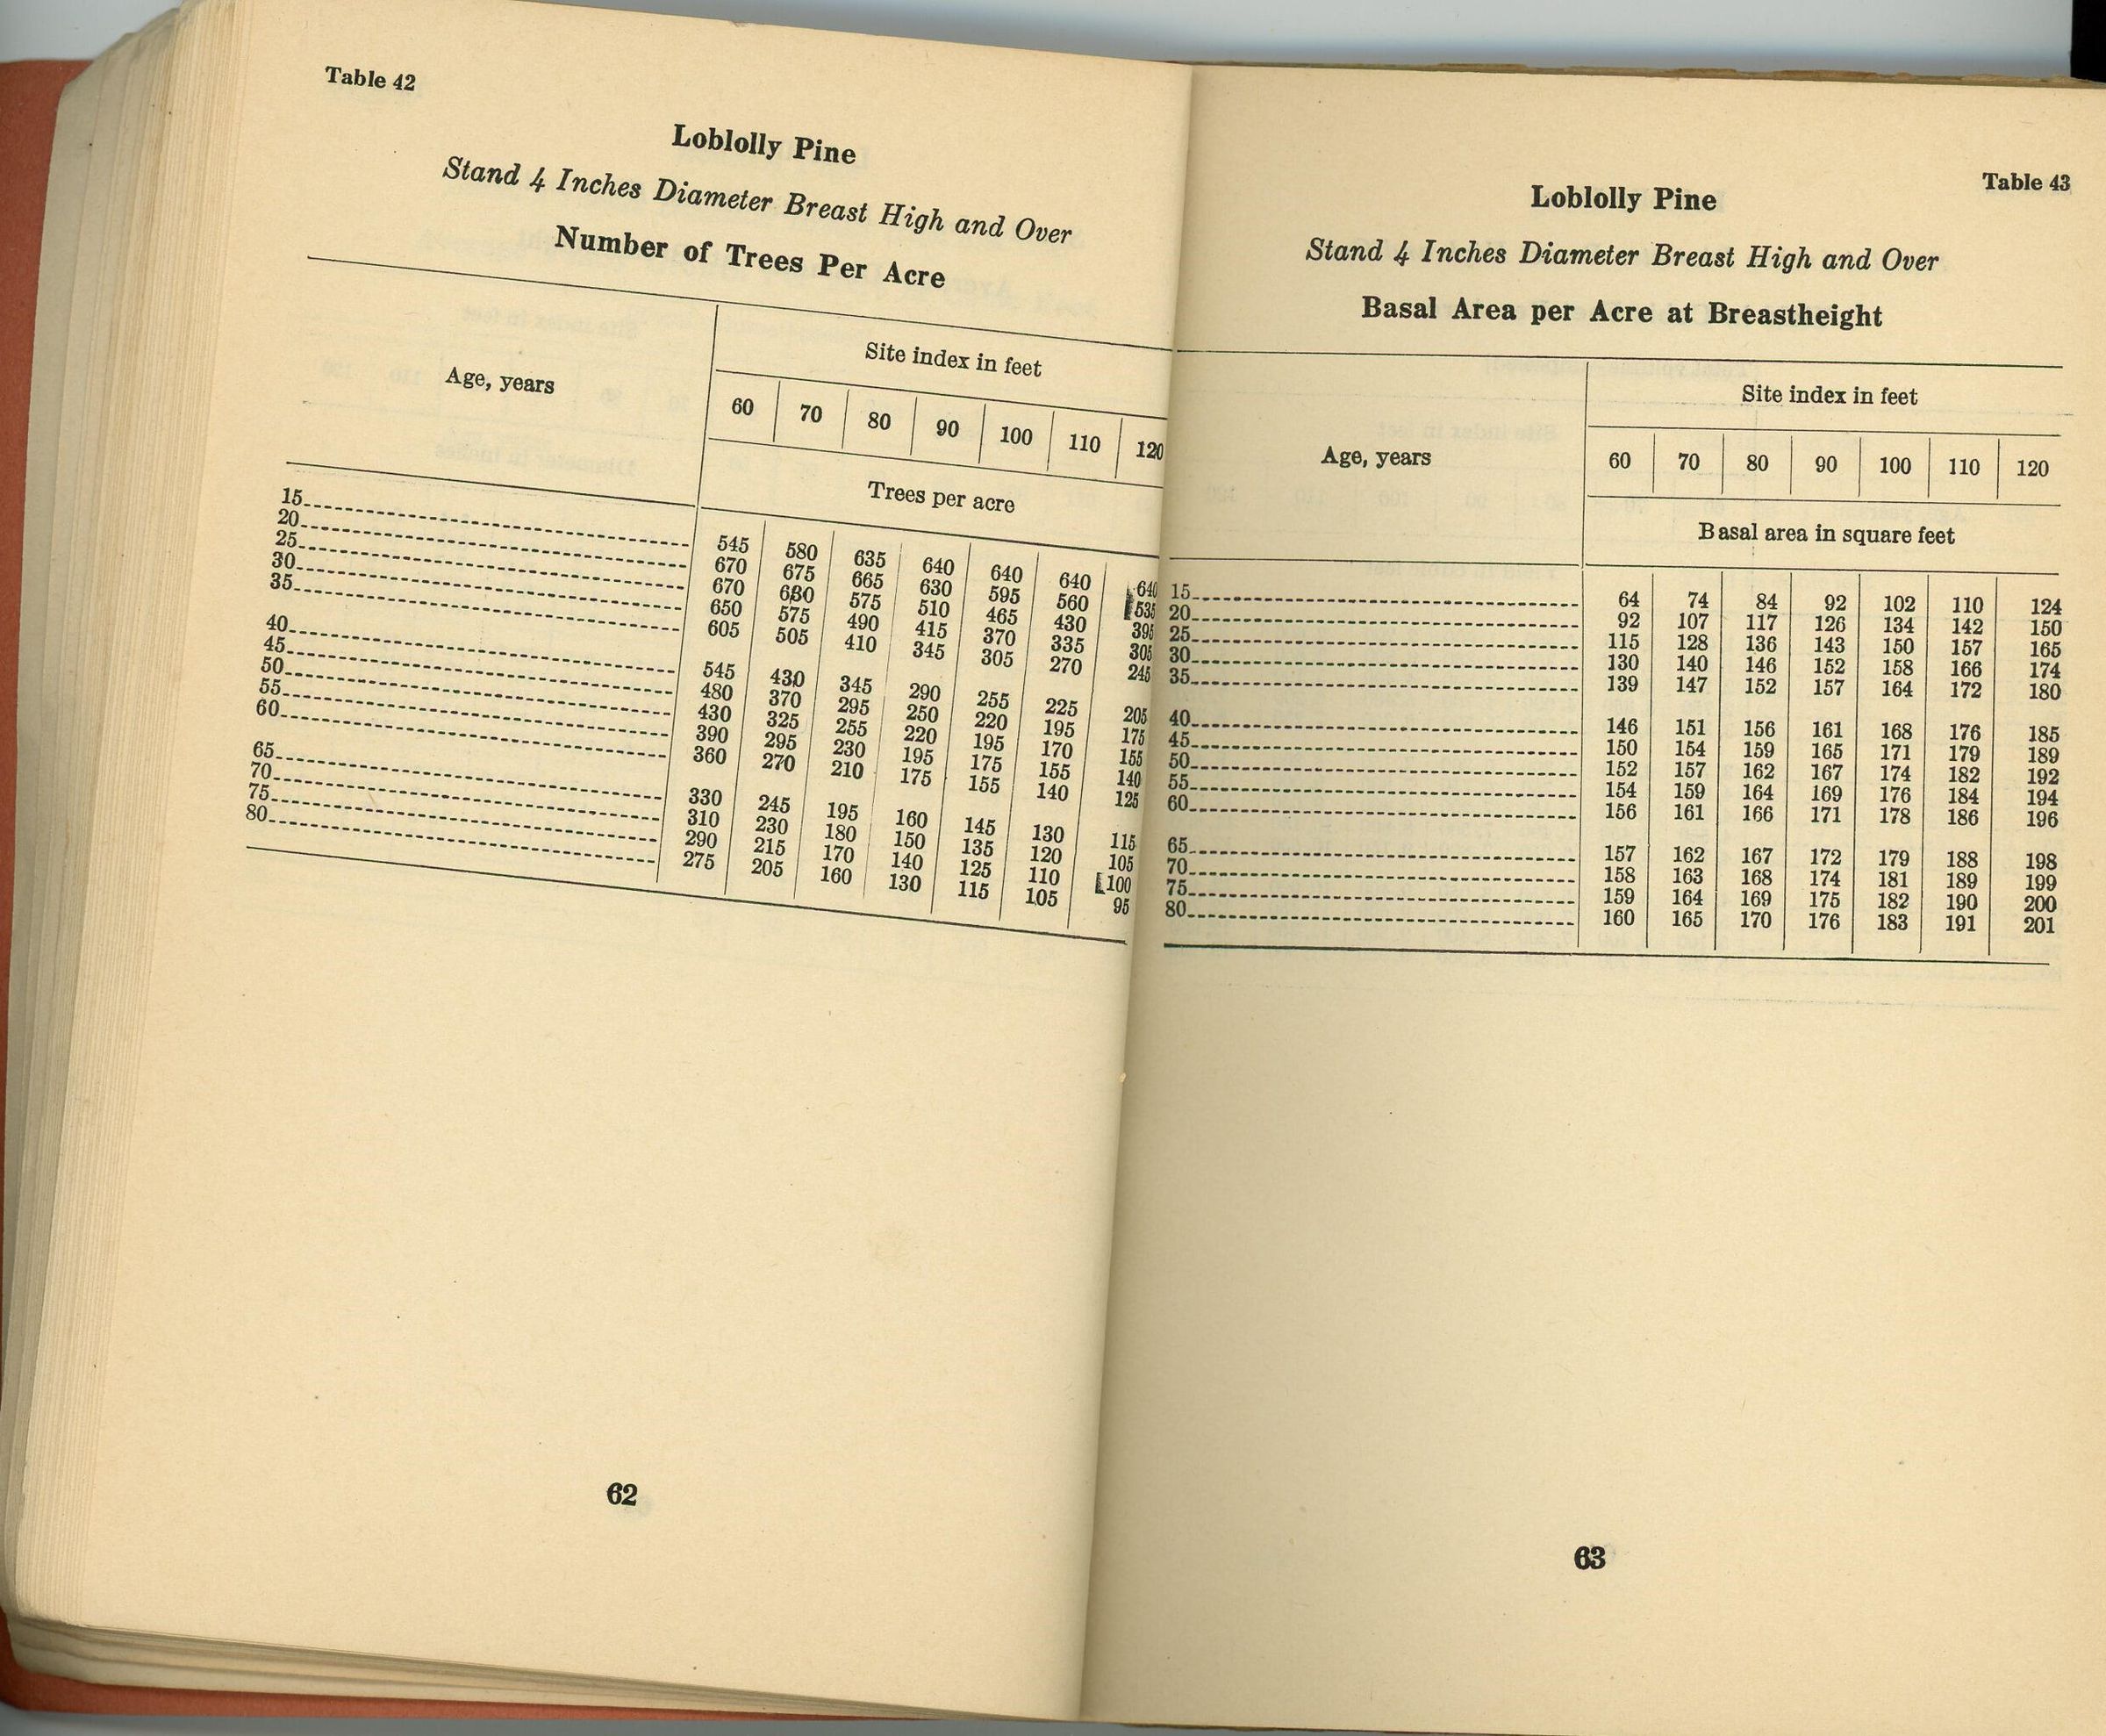 Table 42
Loblolly Pine
Stand 4 Inches Diameter Breast High and Over
Number of Trees Per Acre
Age, years
Site index in feet
60 70 80 90 100 110 120
Trees per acre
15 545 580 635 640 640 640 640
20 670 675 665 630 595 560 535
25 670 575 510 465 430 395
30 650 575 490 415 370 335 305
35 605 505 410 345 305 270 245
40 545 430 345 290 255 225 205
45 480 370 295 250 220 195 175
50 430 325 255 220 195 170 155
55 390 295 230 195 175 155 140
60 360 270 210 175 155 140 125
65 330 245 195 160 145 130 115
70 310 230 180 150 135 120 105
75 290 215 170 140 125 110 100
80 275 205 160 130 115 105 95
62
Table 43
Loblolly Pine
Stand 4 Inches Diameter Breast High and Over
Basal Area per Acre at Breastheight
Age, years
Site index in feet
60 70 80 90 100 110 120
Basal area in square feet
15 64 74 84 92 102 110 124
20 92 107 117 126 134 142 150
25 115 128 136 143 150 157 165
30 130 140 146 152 158 166 174
35 139 147 152 157 164 172 180
40 146 151 156 161 168 176 185
45 150 154 159 165 171 179 189
50 152 157 162 167 174 182 192
55 154 159 164 169 176 184 194
60 156 161 166 171 178 186 196
65 157 162 167 172 179 188 198
70 158 163 168 174 181 189 199
75 159 164 169 175 182 190 200
80 160 165 170 176 183 191 201
63